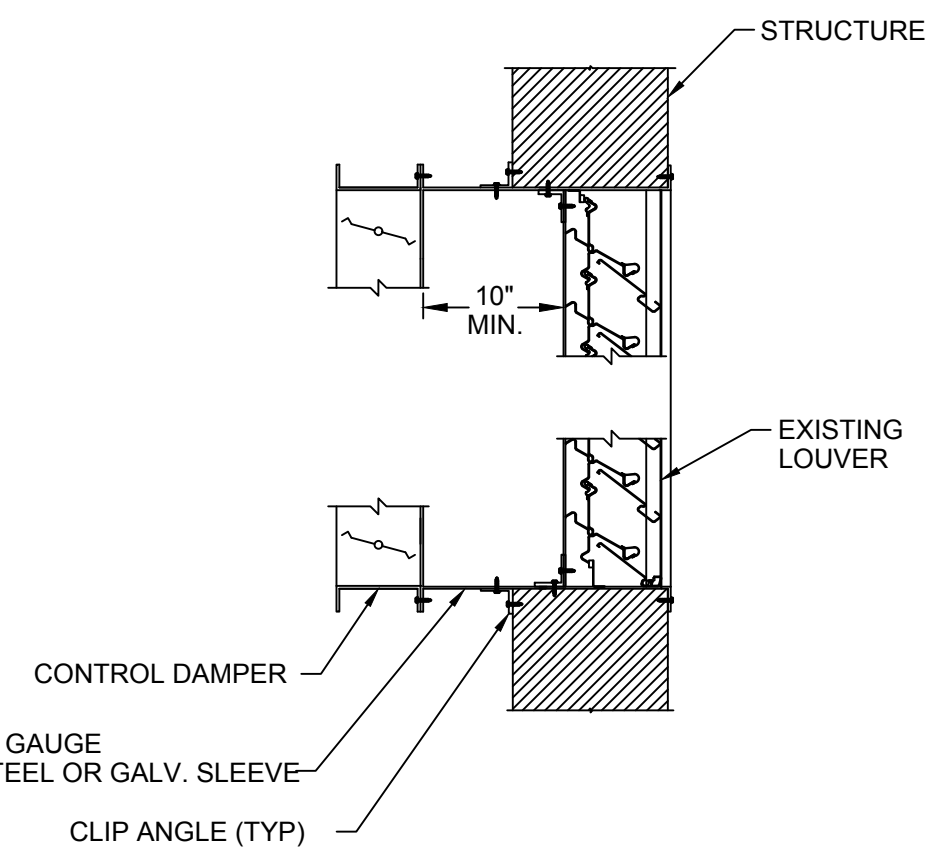 STRUCTURE
10"
MIN.
EXISTING
LOUVER
CONTROL DAMPER
GAUGE
TEEL OR GALV. SLEEVE
CLIP ANGLE (TYP)